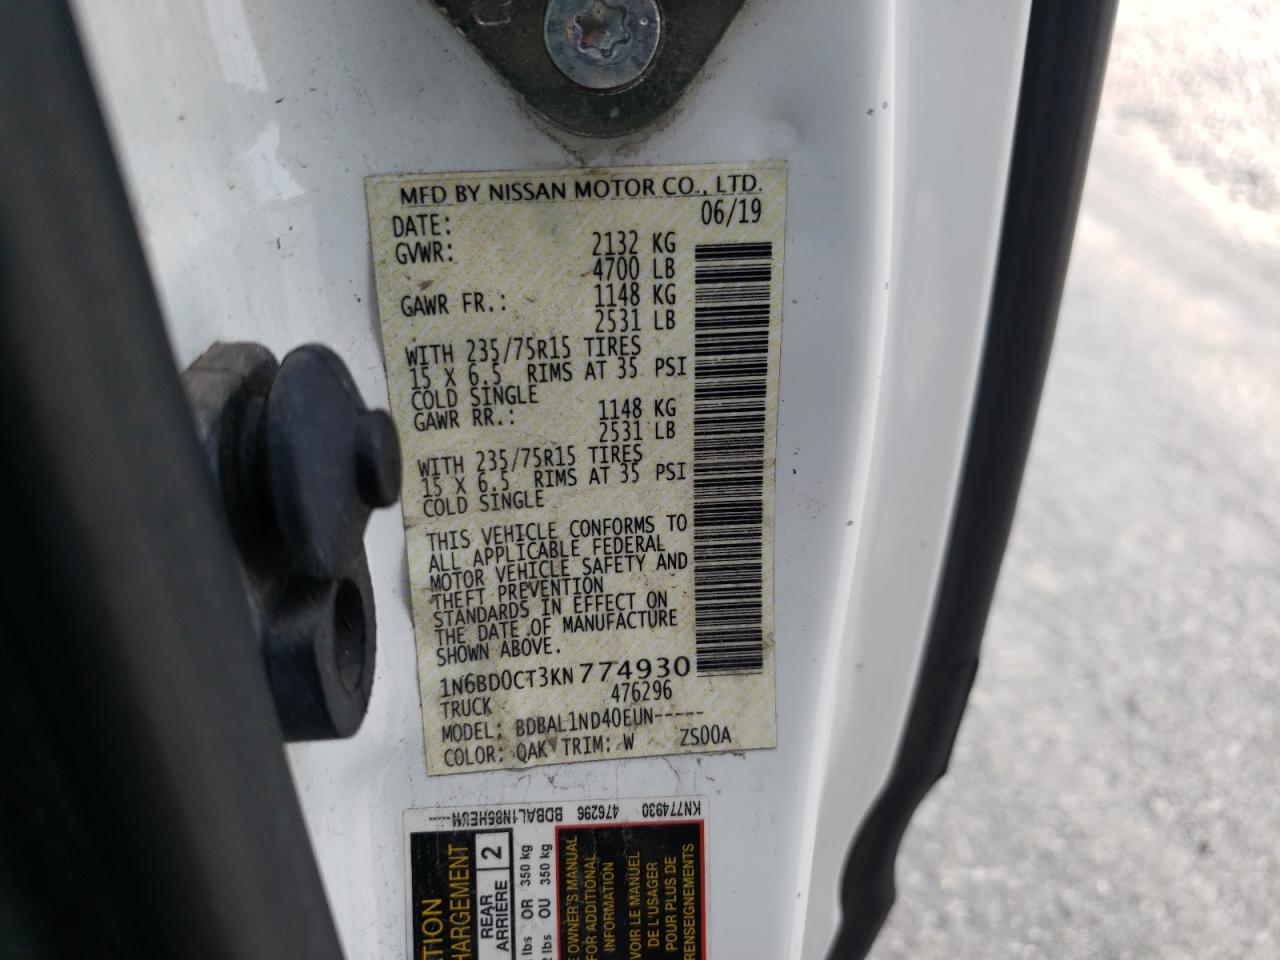 MFD BY NISSAN MOTOR CO., LTD.
DATE: 06/19
GVWR: 2132 KG
4700 LB
GAWR FR.: 1148 KG
2531 LB
WITH 235/75R15 TIRES
15 X 6.5 RIMS AT 35 PSI
COLD SINGLE
GAWR RR.: 1148 KG
2531 LB
WITH 235/75R15 TIRES
15 X 6.5 RIMS AT 35 PSI
COLD SINGLE
THIS VEHICLE CONFORMS TO
ALL APPLICABLE FEDERAL
MOTOR VEHICLE SAFETY AND
THEFT PREVENTION
STANDARDS IN EFFECT ON
THE DATE OF MANUFACTURE
SHOWN ABOVE.
1N6BD0CT3KN774930
TRUCK 476296
MODEL: BDBAL1ND40EUN-----
COLOR: QAK TRIM: W ZS00A
KN774930 476296 BDBAL1N85HEUN-----
REAR 2
ARRIERE
lbs OR 350 kg
lbs OU 350 kg
OWNER'S MANUAL
FOR ADDITIONAL
INFORMATION
VOIR LE MANUEL
DE L'USAGER
POUR PLUS DE
RENSEIGNEMENTS